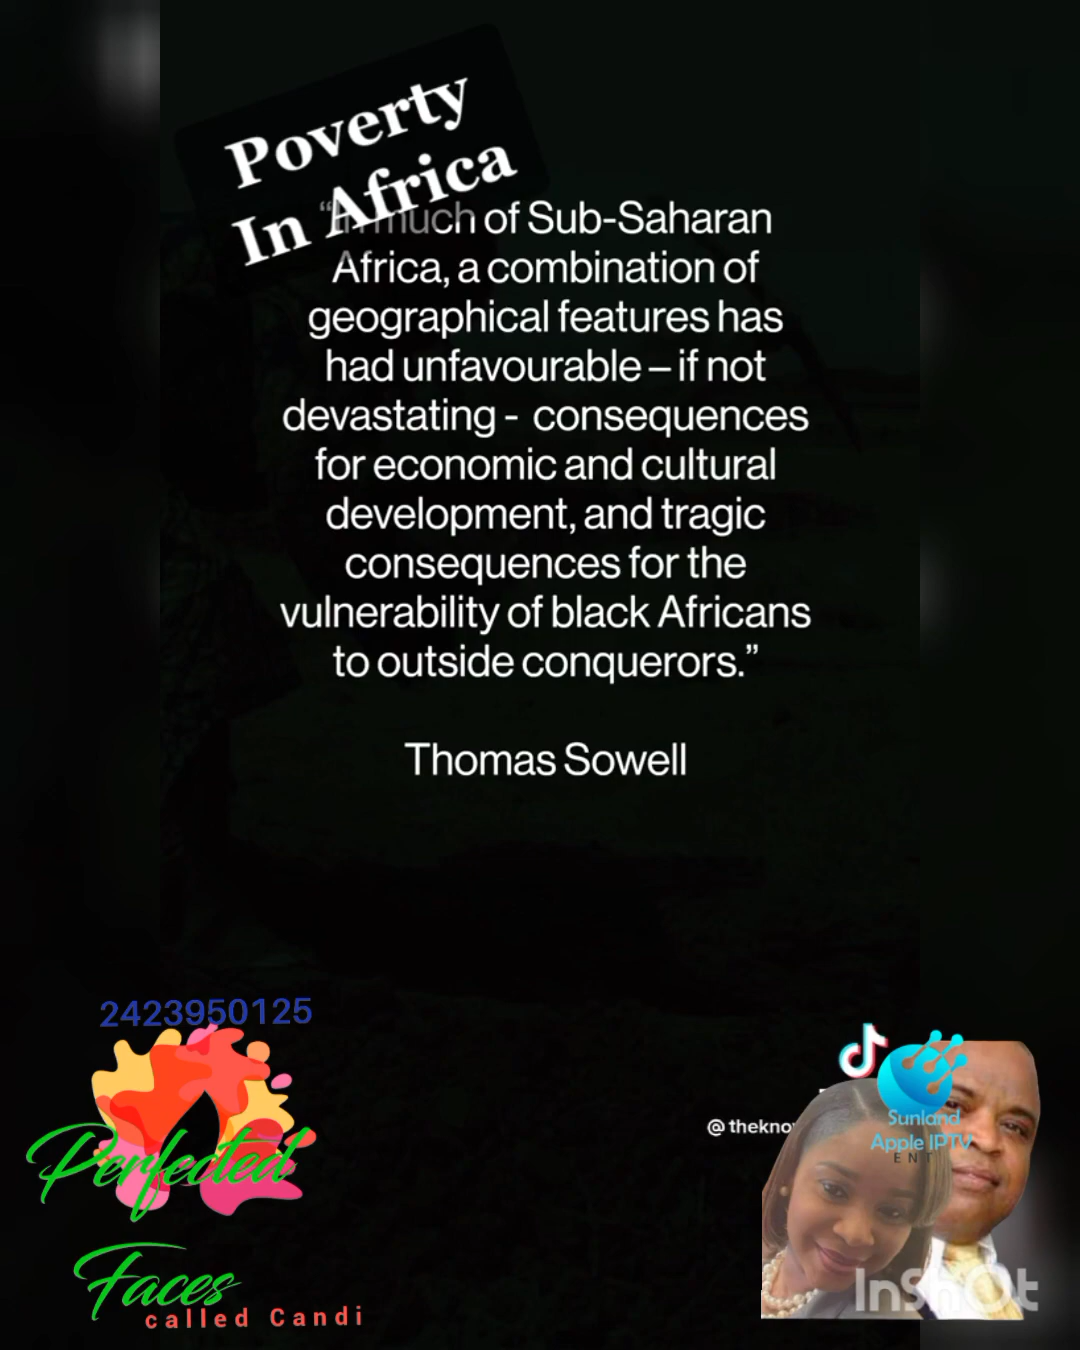 Poverty
In Africa
“In much of Sub-Saharan
Africa, a combination of
geographical features has
had unfavourable – if not
devastating - consequences
for economic and cultural
development, and tragic
consequences for the
vulnerability of black Africans
to outside conquerors.”
Thomas Sowell
2423950125
Perfected
Faces
called Candi
@thekno
Sunland
Apple IPTV
ENT
InShOt